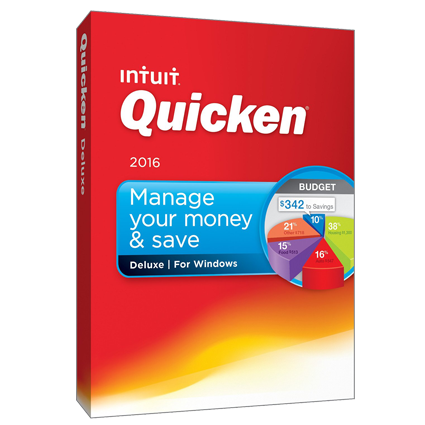 intuit
Quicken®
2016
Manage
your money
& save
Deluxe | For Windows
BUDGET
$342 to Savings
10%
21%
38%
15%
16%
Quicken Deluxe